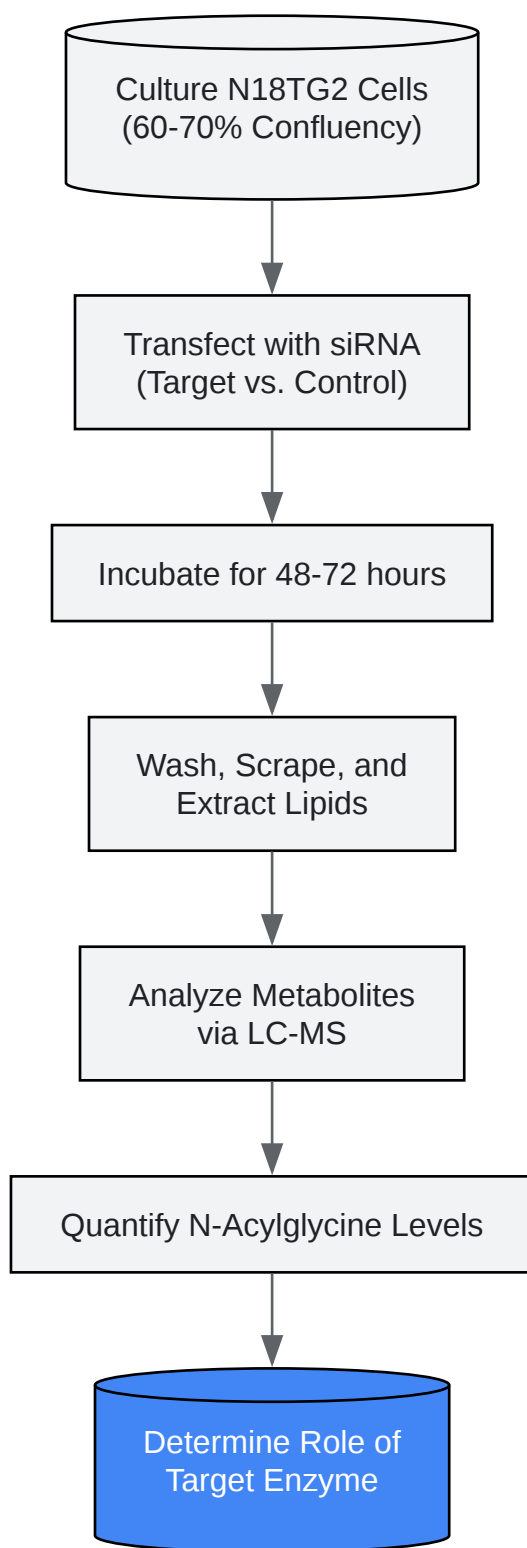 Culture N18TG2 Cells
(60-70% Confluency)
Transfect with siRNA
(Target vs. Control)
Incubate for 48-72 hours
Wash, Scrape, and
Extract Lipids
Analyze Metabolites
via LC-MS
Quantify N-Acylglycine Levels
Determine Role of
Target Enzyme